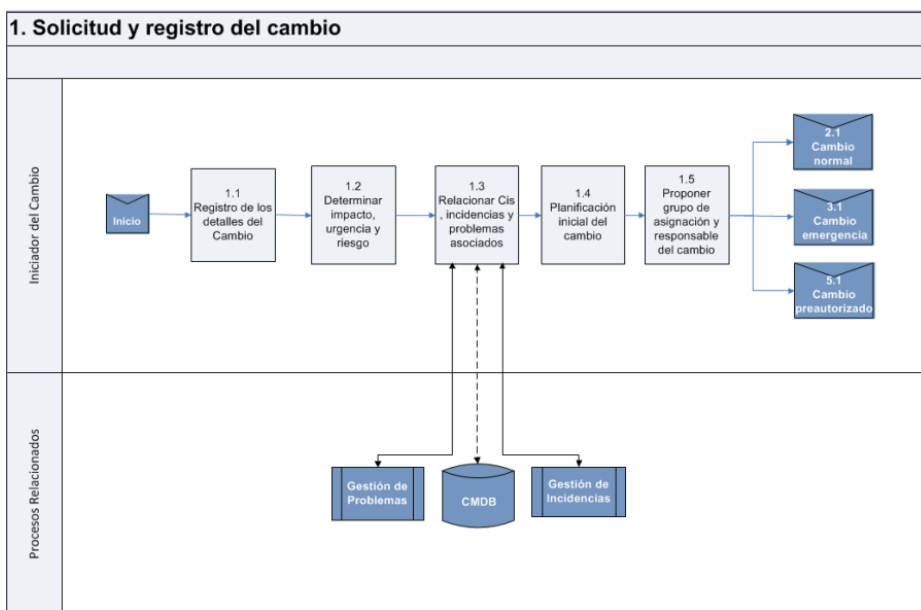 1. Solicitud y registro del cambio
Iniciador del Cambio
Inicio
1.1
Registro de los
detalles del
Cambio
1.2
Determinar
impacto,
urgencia y
riesgo
1.3
Relacionar Cis
, incidencias y
problemas
asociados
1.4
Planificación
inicial del
cambio
1.5
Proponer
grupo de
asignación y
responsable
del cambio
2.1
Cambio
normal
3.1
Cambio
emergencia
5.1
Cambio
preautorizado
Procesos Relacionados
Gestión de
Problemas
CMDB
Gestión de
Incidencias